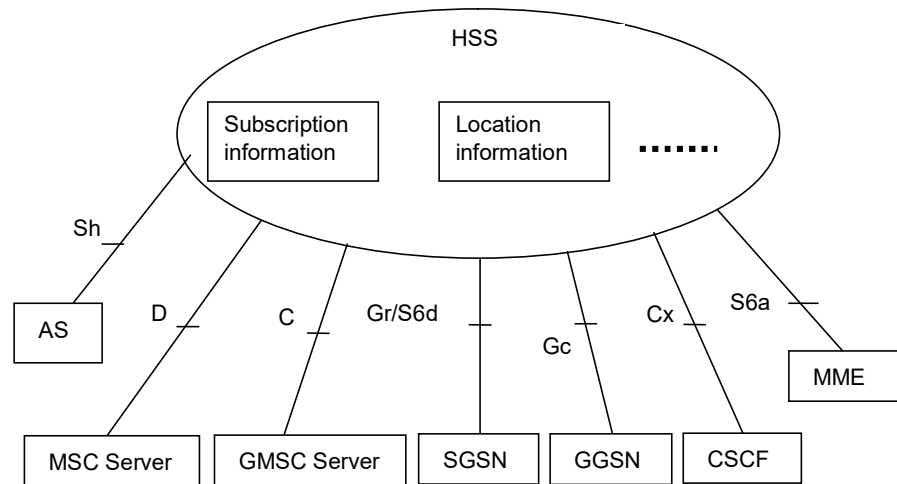 HSS
Subscription
information
Location
information
Sh
D
C
Gr/S6d
Gc
Cx
S6a
AS
MME
MSC Server
GMSC Server
SGSN
GGSN
CSCF